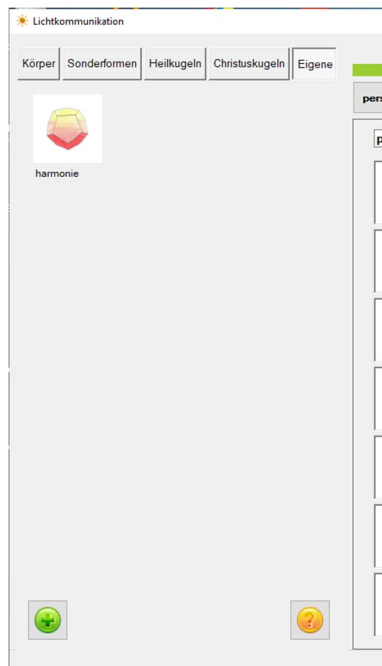 Lichtkommunikation
Körper Sonderformen Heilkugeln Christuskugeln Eigene
harmonie